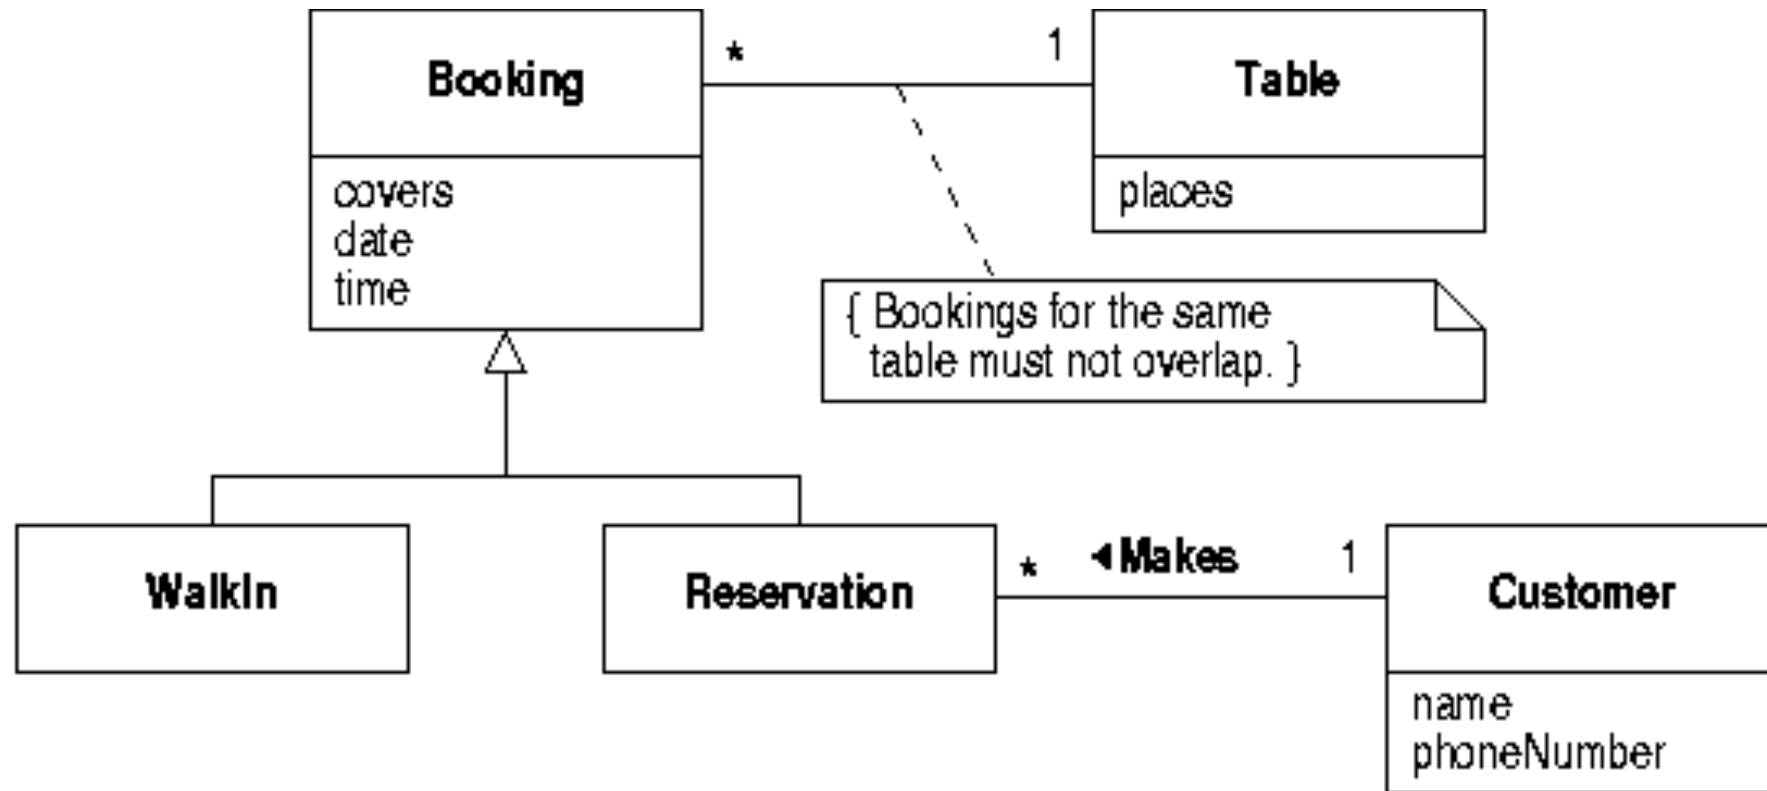 Booking
* 1
Table
covers
date
time
places
{ Bookings for the same
table must not overlap. }
WalkIn
Reservation
* ◄Makes 1
Customer
name
phoneNumber